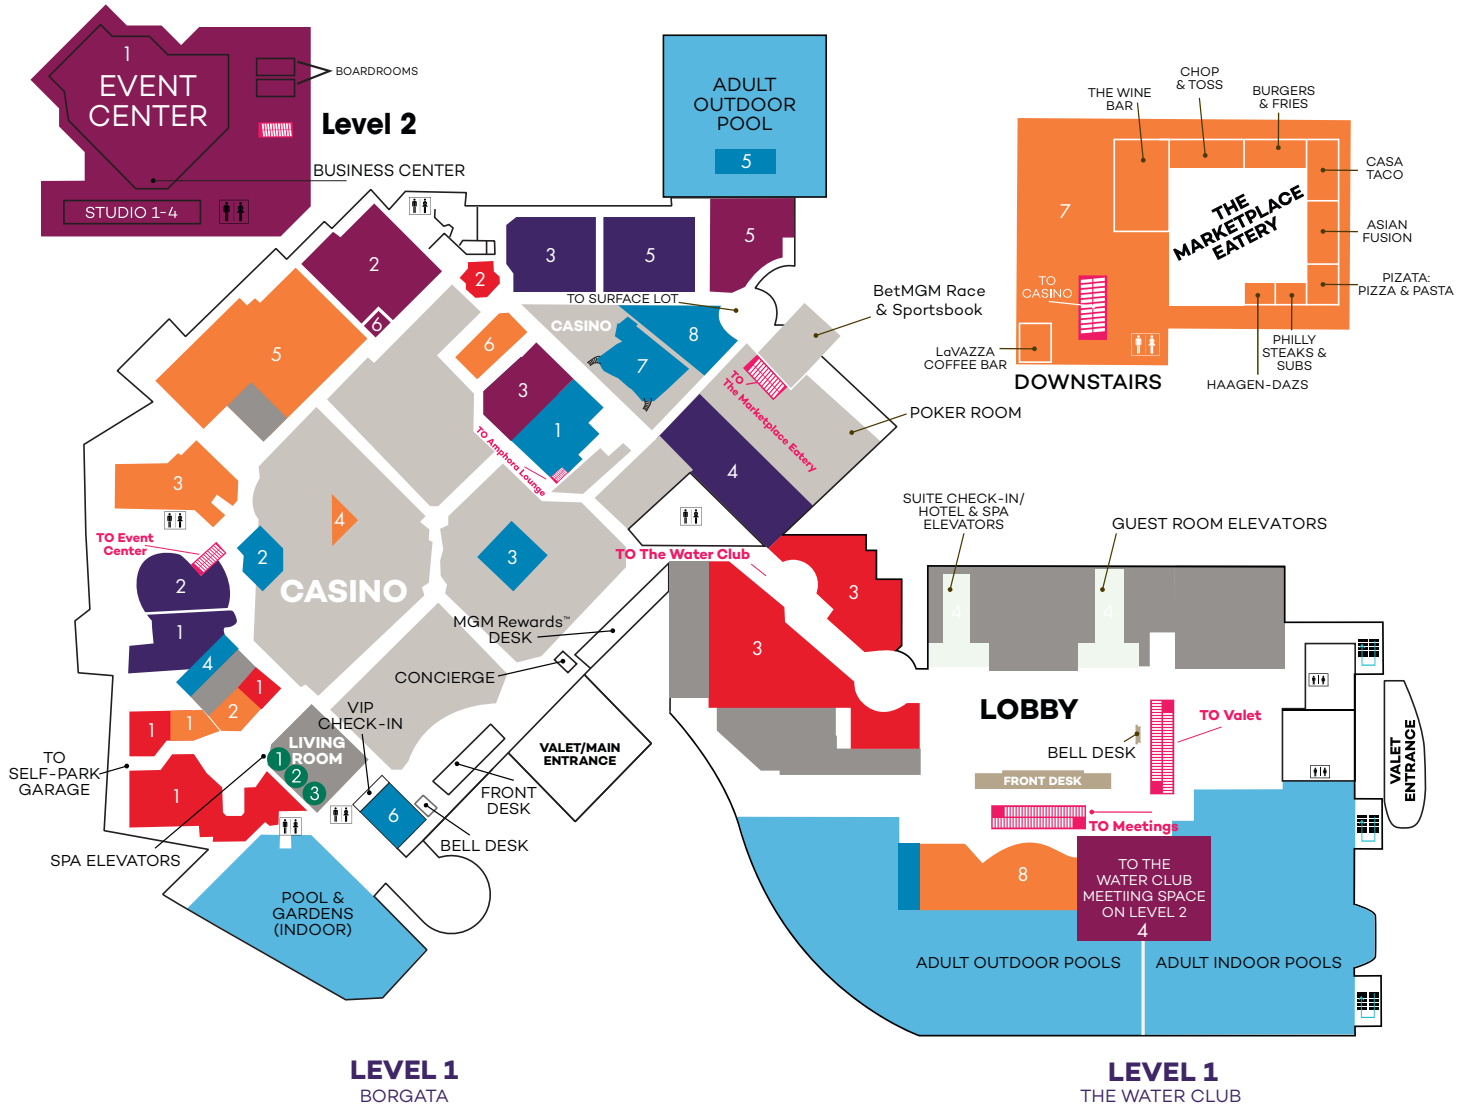 1
EVENT
CENTER
BOARDROOMS
Level 2
BUSINESS CENTER
STUDIO 1-4
ADULT
OUTDOOR
POOL
5
THE WINE
BAR
CHOP
& TOSS
BURGERS
& FRIES
CASA
TACO
ASIAN
FUSION
PIZATA:
PIZZA & PASTA
PHILLY
STEAKS &
SUBS
HAAGEN-DAZS
THE
MARKETPLACE
EATERY
7
TO
CASINO
LaVAZZA
COFFEE BAR
DOWNSTAIRS
2
6
5
2
3
5
5
TO SURFACE LOT
BetMGM Race
& Sportsbook
CASINO
8
7
6
3
1
TO Amphora Lounge
TO
The Marketplace Eatery
POKER ROOM
4
3
TO Event
Center
4
2
3
CASINO
2
1
4
1
2
1
1
1
TO
SELF-PARK
GARAGE
SPA ELEVATORS
LIVING
ROOM
1
2
3
VIP
CHECK-IN
6
MGM Rewards™
DESK
CONCIERGE
VALET/MAIN
ENTRANCE
FRONT
DESK
BELL DESK
POOL &
GARDENS
(INDOOR)
TO The Water Club
3
3
SUITE CHECK-IN/
HOTEL & SPA
ELEVATORS
GUEST ROOM ELEVATORS
4
4
LOBBY
TO Valet
BELL DESK
FRONT DESK
TO Meetings
VALET
ENTRANCE
8
TO THE
WATER CLUB
MEETIING SPACE
ON LEVEL 2
4
ADULT OUTDOOR POOLS
ADULT INDOOR POOLS
LEVEL 1
BORGATA
LEVEL 1
THE WATER CLUB